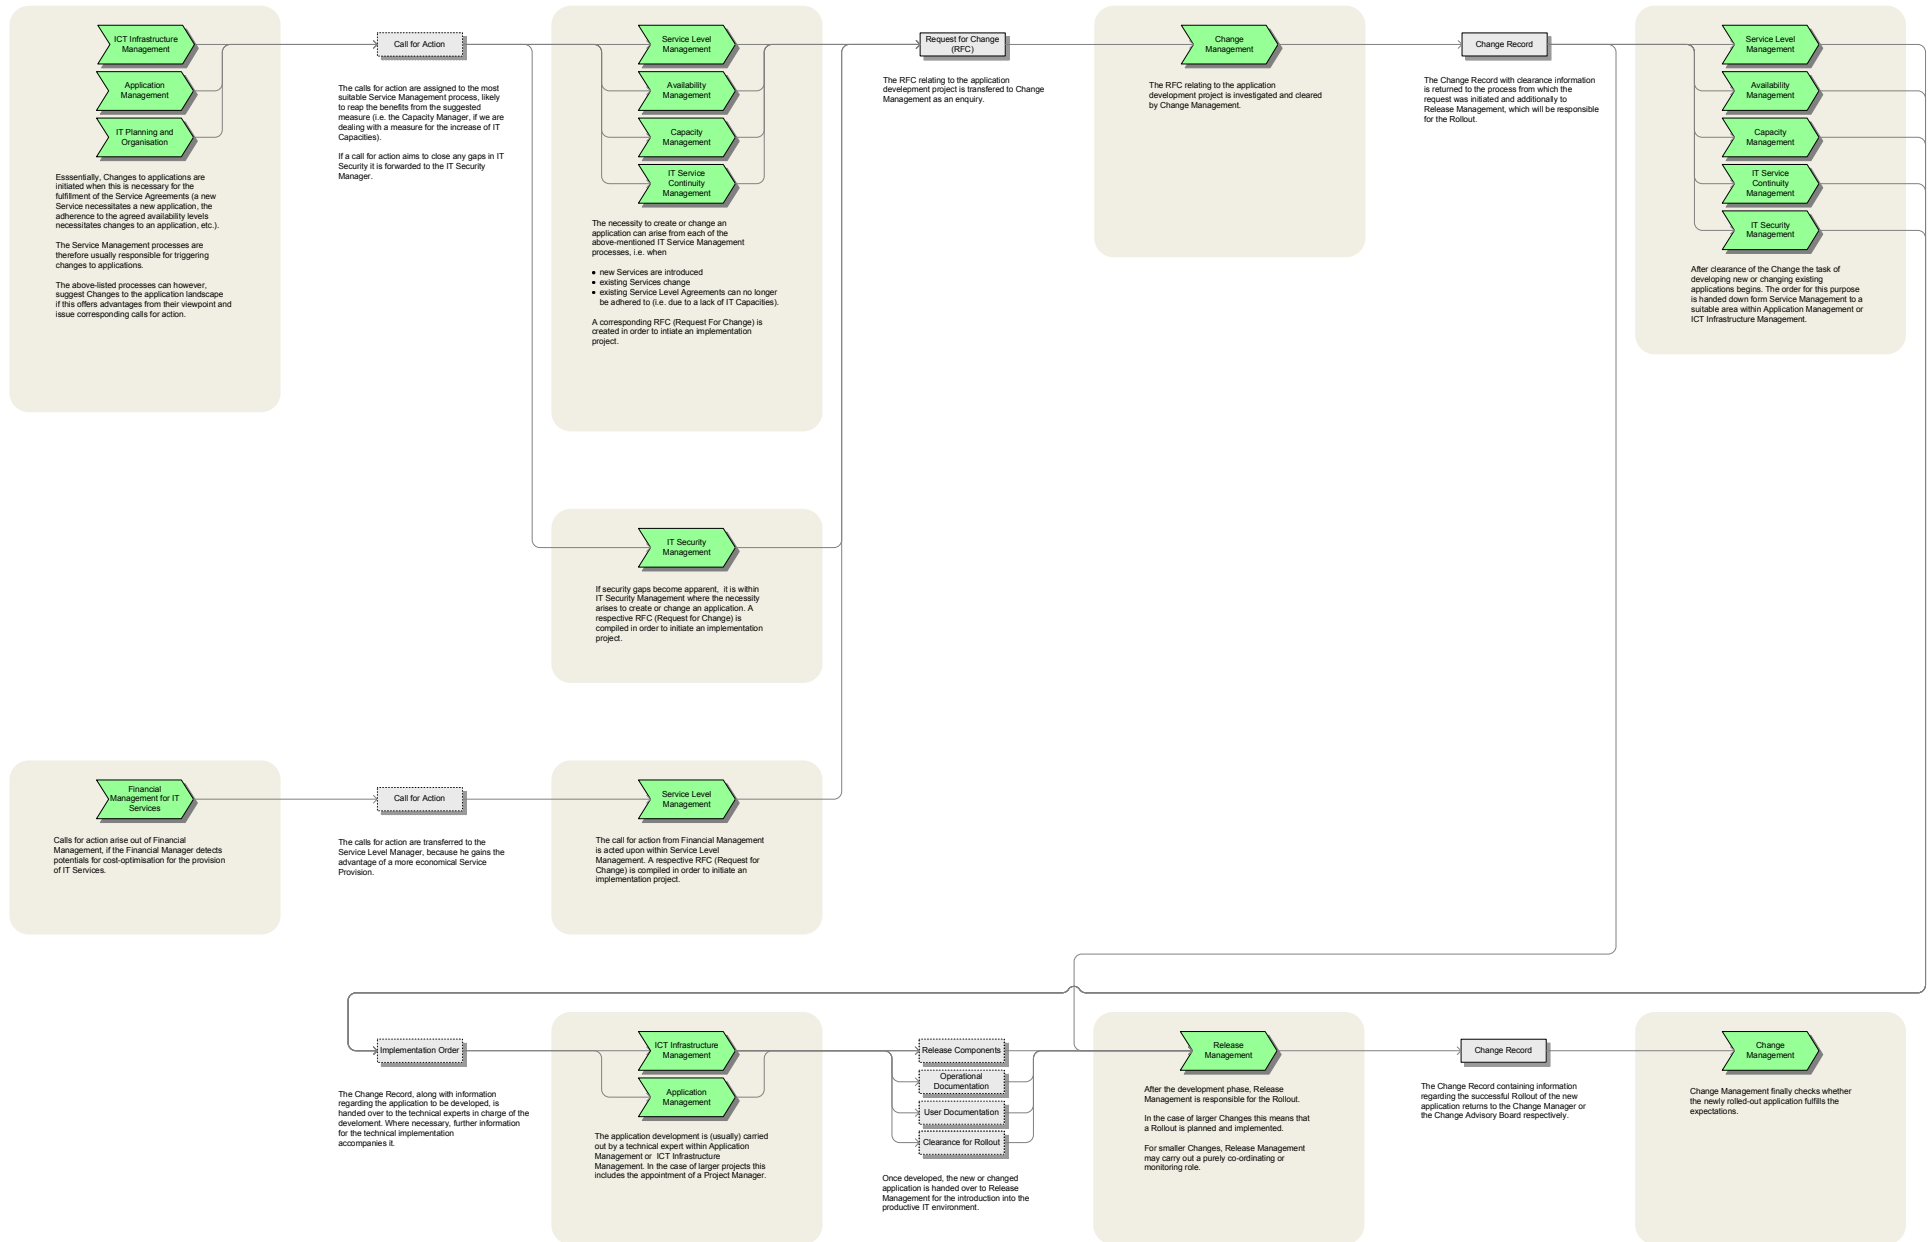 ICT Infrastructure
Management
Application
Management
IT Planning and
Organisation
Esssentially, Changes to applications are
initiated when this is necessary for the
fulfillment of the Service Agreements (a new
Service necessitates a new application, the
adherence to the agreed availability levels
necessitates changes to an application, etc.).
The Service Management processes are
therefore usually responsible for triggering
changes to applications.
The above-listed processes can however,
suggest Changes to the application landscape
if this offers advantages from their viewpoint and
issue corresponding calls for action.
Call for Action
The calls for action are assigned to the most
suitable Service Management process, likely
to reap the benefits from the suggested
measure (i.e. the Capacity Manager, if we are
dealing with a measure for the increase of IT
Capacities).
If a call for action aims to close any gaps in IT
Security it is forwarded to the IT Security
Manager.
Service Level
Management
Availability
Management
Capacity
Management
IT Service
Continuity
Management
The necessity to create or change an
application can arise from each of the
above-mentioned IT Service Management
processes, i.e. when
● new Services are introduced
● existing Services change
● existing Service Level Agreements can no longer
be adhered to (i.e. due to a lack of IT Capacities).
A corresponding RFC (Request For Change) is
created in order to intiate an implementation
project.
Request for Change
(RFC)
The RFC relating to the application
development project is transfered to Change
Management as an enquiry.
Change
Management
The RFC relating to the application
development project is investigated and cleared
by Change Management.
Change Record
The Change Record with clearance information
is returned to the process from which the
request was initiated and additionally to
Release Management, which will be responsible
for the Rollout.
Service Level
Management
Availability
Management
Capacity
Management
IT Service
Continuity
Management
IT Security
Management
After clearance of the Change the task of
developing new or changing existing
applications begins. The order for this purpose
is handed down form Service Management to a
suitable area within Application Management or
ICT Infrastructure Management.
IT Security
Management
If security gaps become apparent, it is within
IT Security Management where the necessity
arises to create or change an application. A
respective RFC (Request for Change) is
compiled in order to initiate an implementation
project.
Financial
Management for IT
Services
Calls for action arise out of Financial
Management, if the Financial Manager detects
potentials for cost-optimisation for the provision
of IT Services.
Call for Action
The calls for action are transferred to the
Service Level Manager, because he gains the
advantage of a more economical Service
Provision.
Service Level
Management
The call for action from Financial Management
is acted upon within Service Level
Management. A respective RFC (Request for
Change) is compiled in order to initiate an
implementation project.
Implementation Order
The Change Record, along with information
regarding the application to be developed, is
handed over to the technical experts in charge of the
develoment. Where necessary, further information
for the technical implementation
accompanies it.
ICT Infrastructure
Management
Application
Management
The application development is (usually) carried
out by a technical expert within Application
Management or ICT Infrastructure
Management. In the case of larger projects this
includes the appointment of a Project Manager.
Release Components
Operational
Documentation
User Documentation
Clearance for Rollout
Once developed, the new or changed
application is handed over to Release
Management for the introduction into the
productive IT environment.
Release
Management
After the development phase, Release
Management is responsible for the Rollout.
In the case of larger Changes this means that
a Rollout is planned and implemented.
For smaller Changes, Release Management
may carry out a purely co-ordinating or
monitoring role.
Change Record
The Change Record containing information
regarding the successful Rollout of the new
application returns to the Change Manager or
the Change Advisory Board respectively.
Change
Management
Change Management finally checks whether
the newly rolled-out application fulfills the
expectations.